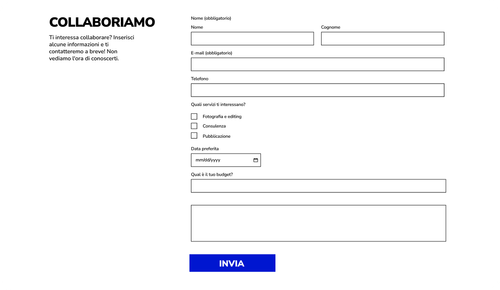 COLLABORIAMO
Ti interessa collaborare? Inserisci
alcune informazioni e ti
contatteremo a breve! Non
vediamo l'ora di conoscerti.
Nome (obbligatorio)
Nome
Cognome
E-mail (obbligatorio)
Telefono
Quali servizi ti interessano?
Fotografia e editing
Consulenza
Pubblicazione
Data preferita
mm/dd/yyyy
Qual è il tuo budget?
INVIA